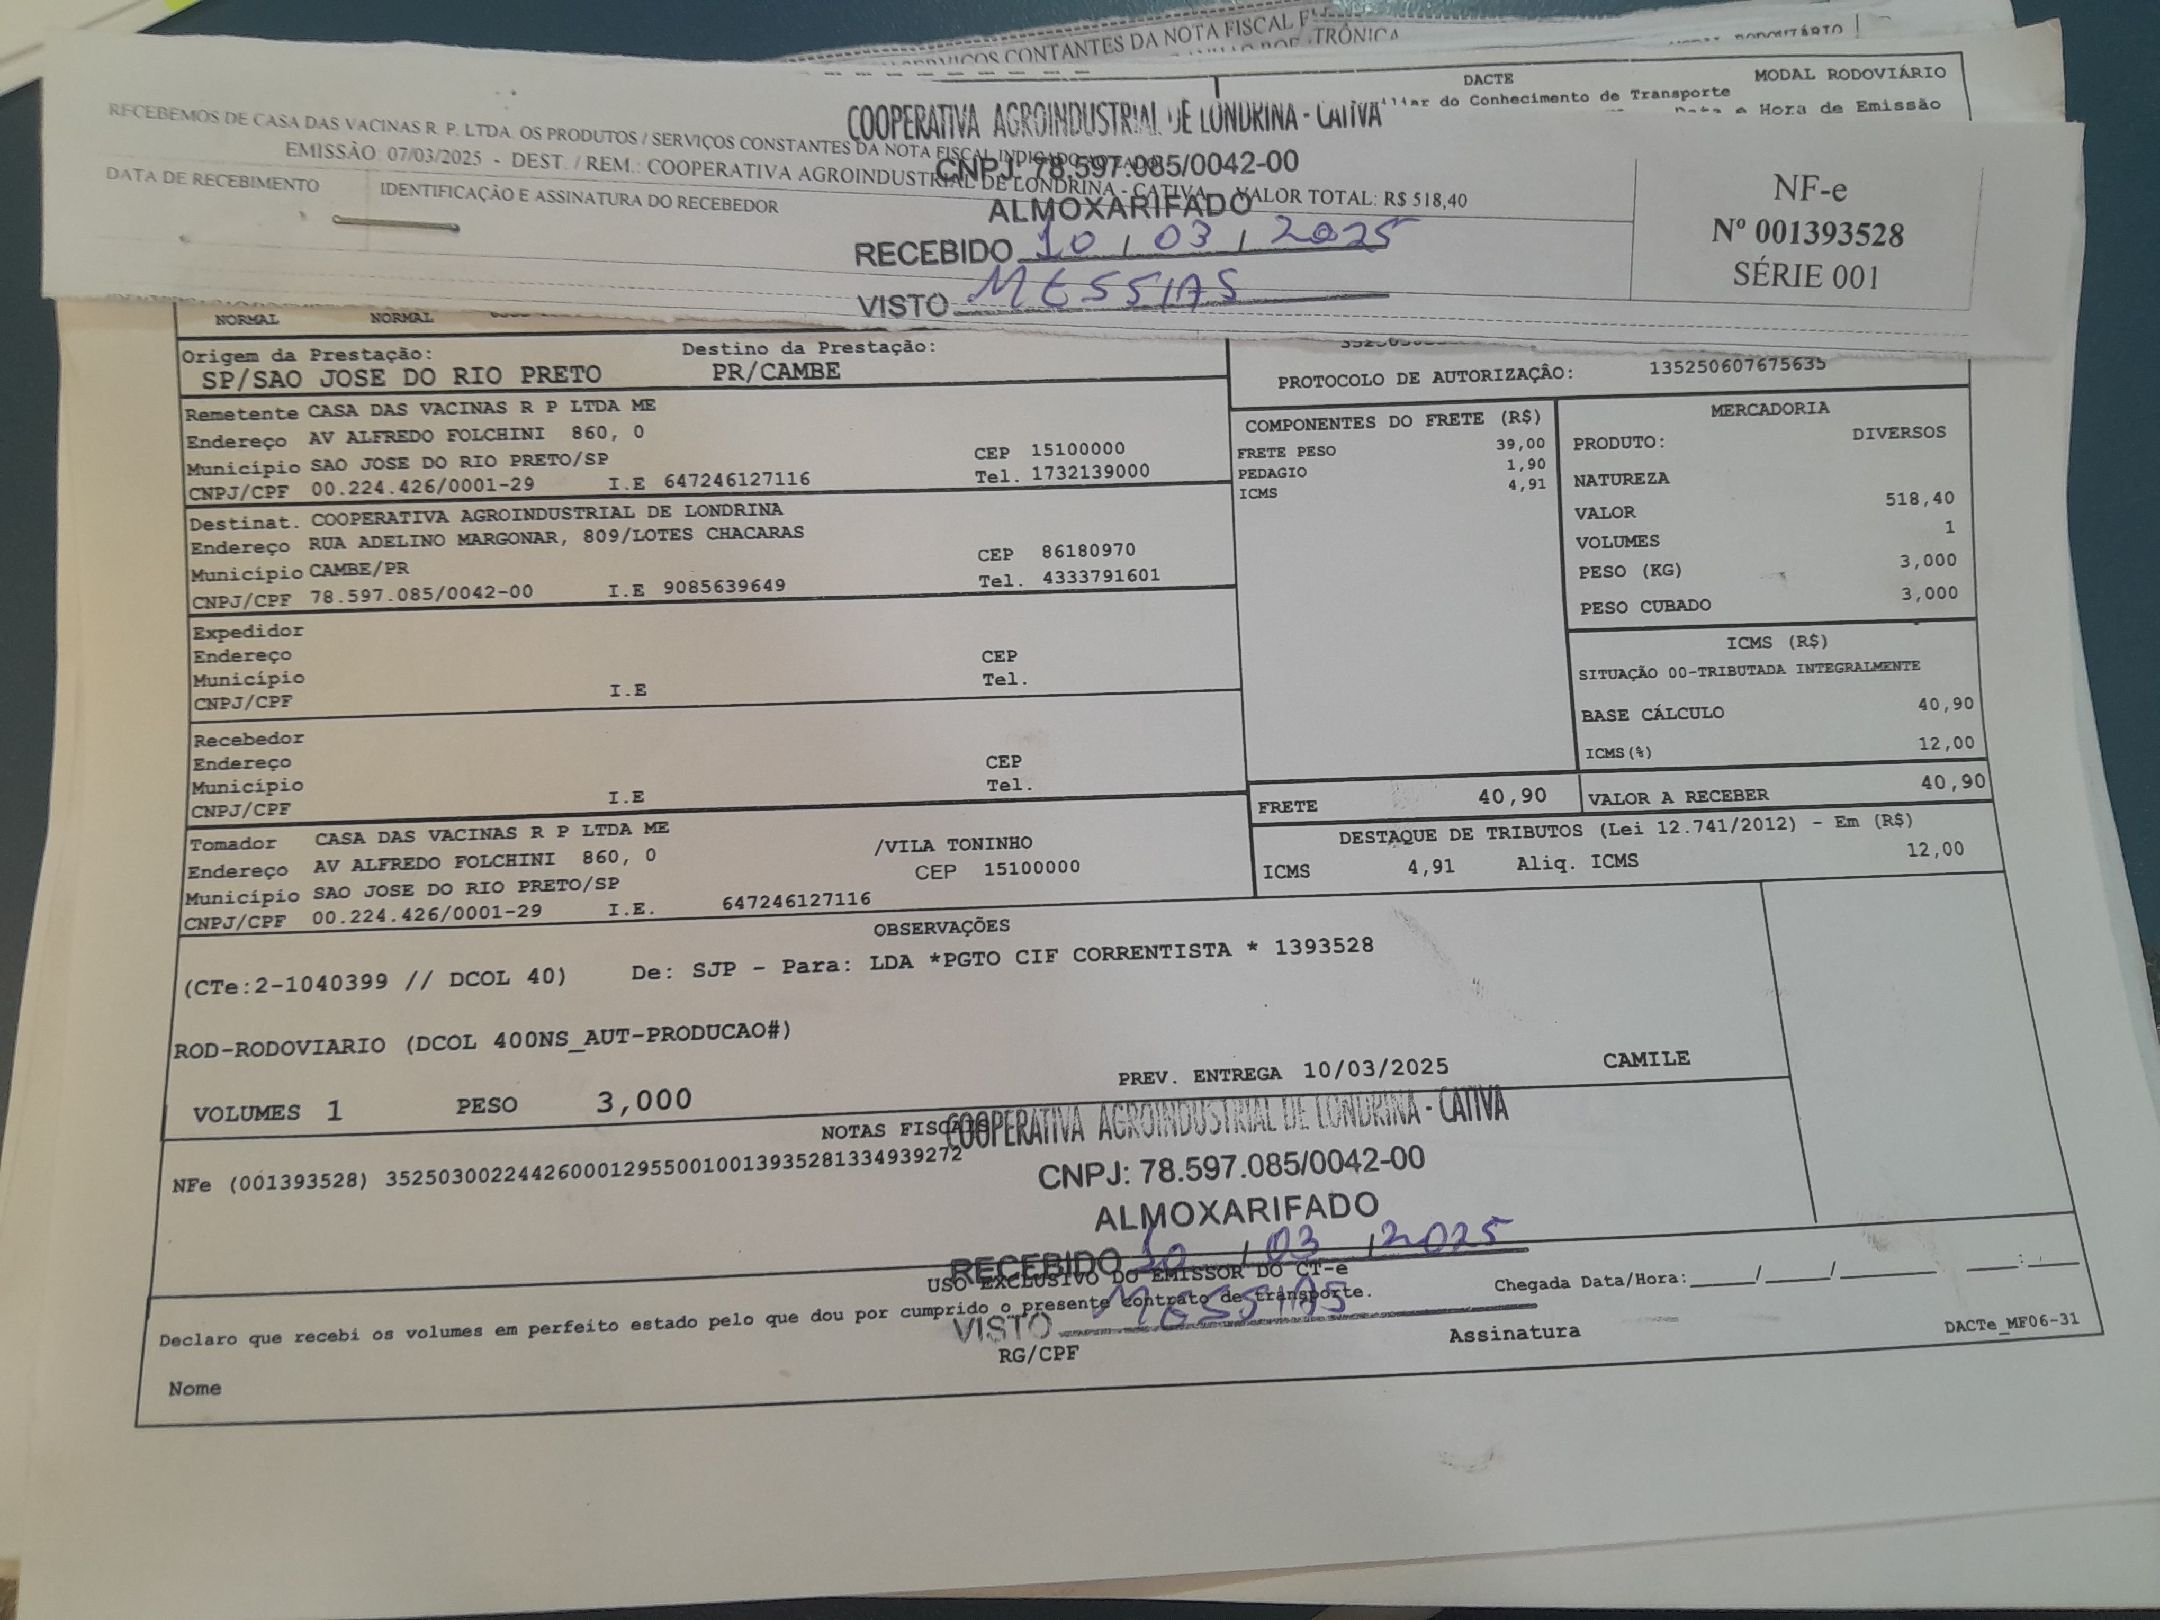 SERVIÇOS CONTANTES DA NOTA FISCAL
TRÔNICA
RODOVIÁRIO
DACTE
MODAL RODOVIÁRIO
do Conhecimento de Transporte
Hora de Emissão
RECEBEMOS DE CASA DAS VACINAS R. P. LTDA. OS PRODUTOS / SERVIÇOS CONSTANTES DA NOTA FISCAL INDICADO
EMISSÃO: 07/03/2025 - DEST. / REM.: COOPERATIVA AGROINDUSTRIAL DE LONDRINA - CATIVA VALOR TOTAL: R$ 518,40
DATA DE RECEBIMENTO
IDENTIFICAÇÃO E ASSINATURA DO RECEBEDOR
NF-e
Nº 001393528
SÉRIE 001
COOPERATIVA AGROINDUSTRIAL DE LONDRINA - CATIVA
CNPJ: 78.597.085/0042-00
ALMOXARIFADO
RECEBIDO 10 / 03 / 2025
VISTO MESSIAS
NORMAL NORMAL
Origem da Prestação: Destino da Prestação:
SP/SAO JOSE DO RIO PRETO PR/CAMBE
PROTOCOLO DE AUTORIZAÇÃO: 135250607675635
Remetente CASA DAS VACINAS R P LTDA ME
Endereço AV ALFREDO FOLCHINI 860, 0
Município SAO JOSE DO RIO PRETO/SP CEP 15100000
CNPJ/CPF 00.224.426/0001-29 I.E 647246127116 Tel. 1732139000
Destinat. COOPERATIVA AGROINDUSTRIAL DE LONDRINA
Endereço RUA ADELINO MARGONAR, 809/LOTES CHACARAS
Município CAMBE/PR CEP 86180970
CNPJ/CPF 78.597.085/0042-00 I.E 9085639649 Tel. 4333791601
Expedidor
Endereço
Município CEP
CNPJ/CPF I.E Tel.
Recebedor
Endereço
Município CEP
CNPJ/CPF I.E Tel.
Tomador CASA DAS VACINAS R P LTDA ME
Endereço AV ALFREDO FOLCHINI 860, 0 /VILA TONINHO
Município SAO JOSE DO RIO PRETO/SP CEP 15100000
CNPJ/CPF 00.224.426/0001-29 I.E. 647246127116
COMPONENTES DO FRETE (R$)
FRETE PESO 39,00
PEDAGIO 1,90
ICMS 4,91
MERCADORIA
PRODUTO: DIVERSOS
NATUREZA
VALOR 518,40
VOLUMES 1
PESO (KG) 3,000
PESO CUBADO 3,000
ICMS (R$)
SITUAÇÃO 00-TRIBUTADA INTEGRALMENTE
BASE CÁLCULO 40,90
ICMS(%) 12,00
FRETE 40,90 VALOR A RECEBER 40,90
DESTAQUE DE TRIBUTOS (Lei 12.741/2012) - Em (R$)
ICMS 4,91 Aliq. ICMS 12,00
OBSERVAÇÕES
(CTe:2-1040399 // DCOL 40) De: SJP - Para: LDA *PGTO CIF CORRENTISTA * 1393528
ROD-RODOVIARIO (DCOL 400NS_AUT-PRODUCAO#)
VOLUMES 1 PESO 3,000 PREV. ENTREGA 10/03/2025 CAMILE
NOTAS FISCAIS
NFe (001393528) 35250300224426000129550010013935281334939272
COOPERATIVA AGROINDUSTRIAL DE LONDRINA - CATIVA
CNPJ: 78.597.085/0042-00
ALMOXARIFADO
RECEBIDO 10 / 03 / 2025
VISTO MESSIAS
USO EXCLUSIVO DO EMISSOR DO CT-e
Declaro que recebi os volumes em perfeito estado pelo que dou por cumprido o presente contrato de transporte.
Chegada Data/Hora:____/____/______ ___:___
Nome RG/CPF Assinatura
DACTe_MF06-31